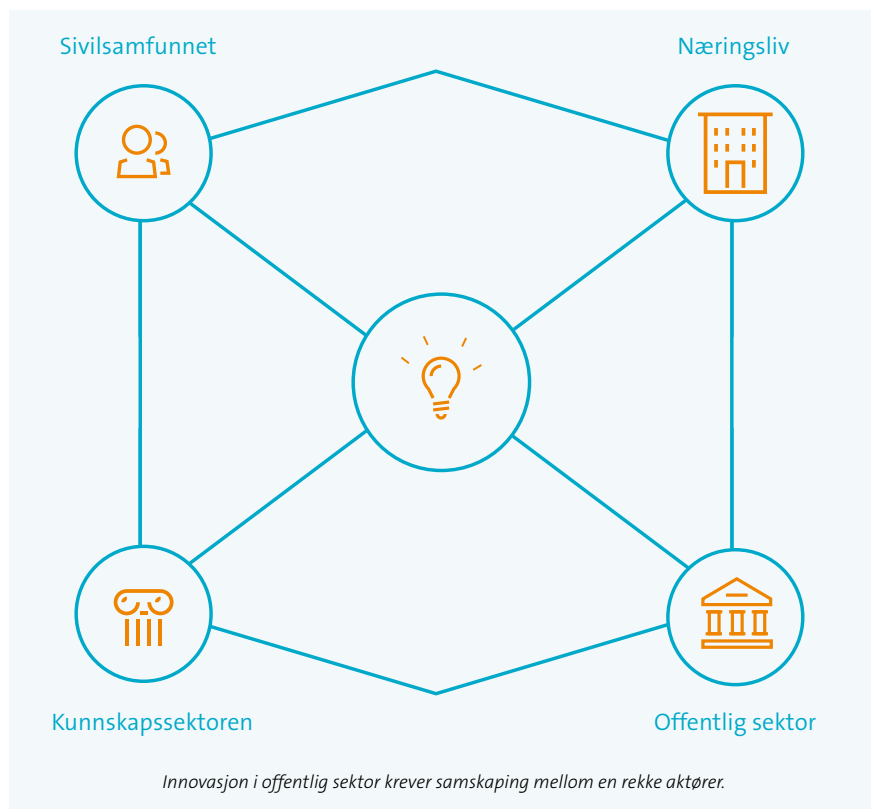 Sivilsamfunnet
Næringsliv
Kunnskapssektoren
Offentlig sektor
Innovasjon i offentlig sektor krever samskaping mellom en rekke aktører.